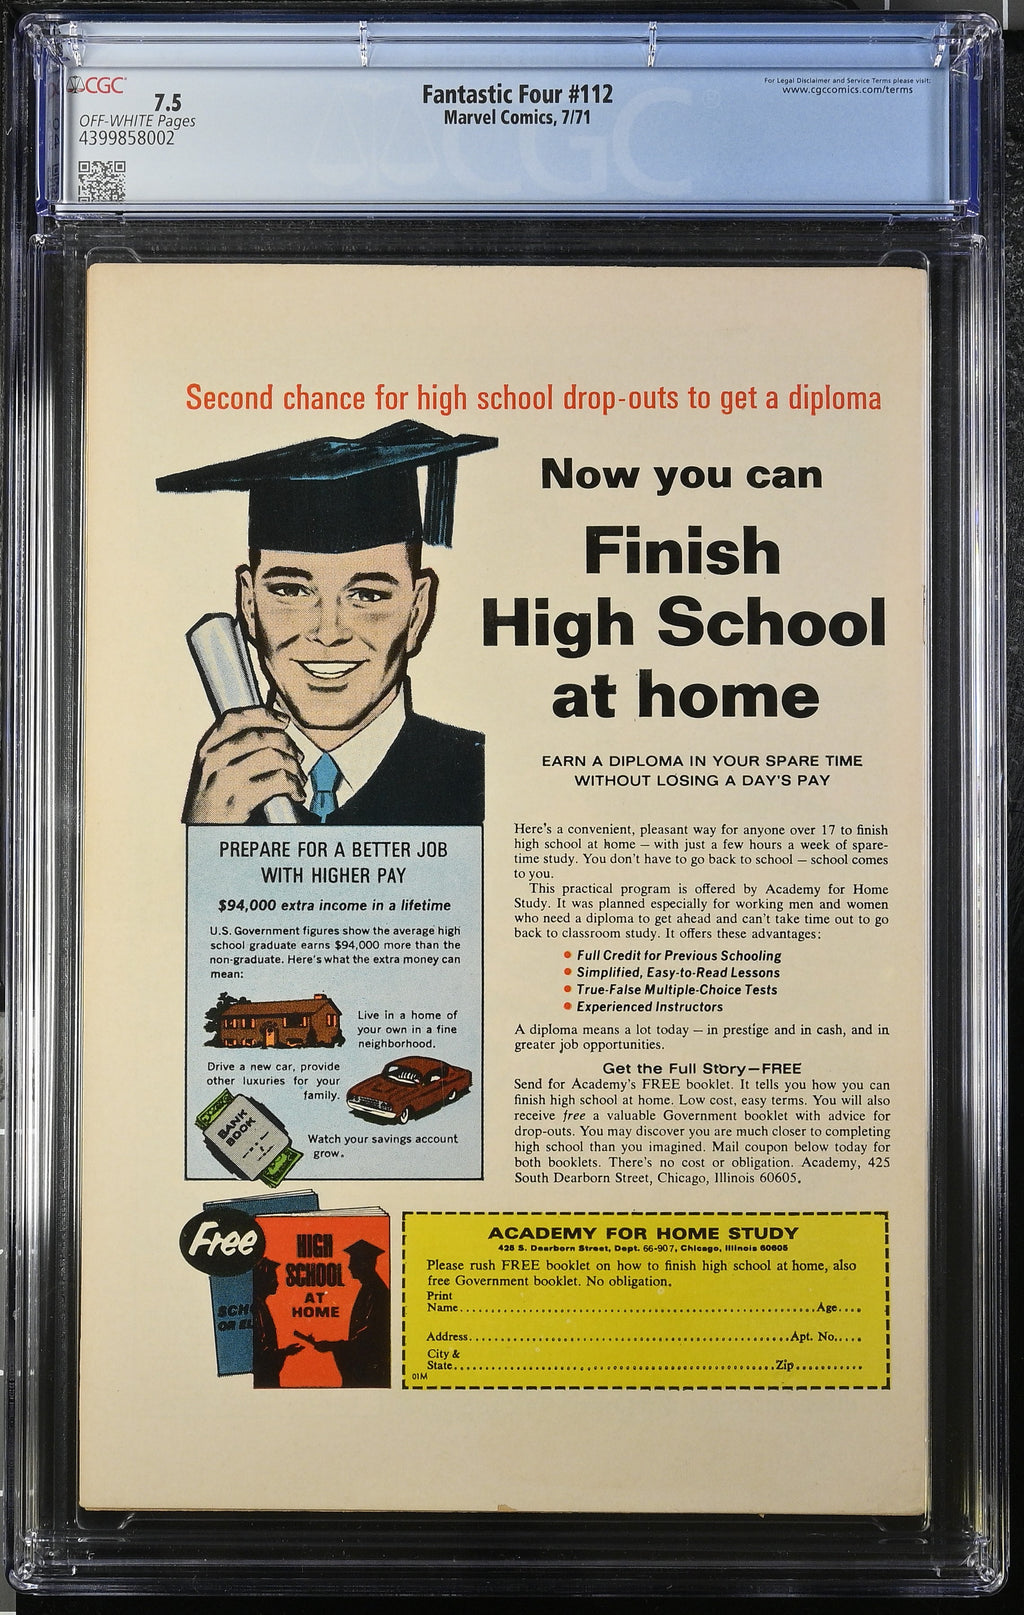 CGC
7.5
OFF-WHITE Pages
4399858002
Fantastic Four #112
Marvel Comics, 7/71
For Legal Disclaimer and Service Terms please visit:
www.cgccomics.com/terms
CGC
Second chance for high school drop-outs to get a diploma
Now you can
Finish
High School
at home
EARN A DIPLOMA IN YOUR SPARE TIME
WITHOUT LOSING A DAY'S PAY
Here's a convenient, pleasant way for anyone over 17 to finish
high school at home — with just a few hours a week of spare-
time study. You don't have to go back to school — school comes
to you.
This practical program is offered by Academy for Home
Study. It was planned especially for working men and women
who need a diploma to get ahead and can't take time out to go
back to classroom study. It offers these advantages:
• Full Credit for Previous Schooling
• Simplified, Easy-to-Read Lessons
• True-False Multiple-Choice Tests
• Experienced Instructors
A diploma means a lot today — in prestige and in cash, and in
greater job opportunities.
Get the Full Story—FREE
Send for Academy's FREE booklet. It tells you how you can
finish high school at home. Low cost, easy terms. You will also
receive free a valuable Government booklet with advice for
drop-outs. You may discover you are much closer to completing
high school than you imagined. Mail coupon below today for
both booklets. There's no cost or obligation. Academy, 425
South Dearborn Street, Chicago, Illinois 60605.
PREPARE FOR A BETTER JOB
WITH HIGHER PAY
$94,000 extra income in a lifetime
U.S. Government figures show the average high
school graduate earns $94,000 more than the
non-graduate. Here's what the extra money can
mean:
Live in a home of
your own in a fine
neighborhood.
Drive a new car, provide
other luxuries for your
family.
BANK
BOOK
Watch your savings account
grow.
Free
HIGH
SCHOOL
AT
HOME
SCHO
OR EL
ACADEMY FOR HOME STUDY
425 S. Dearborn Street, Dept. 66-907, Chicago, Illinois 60605
Please rush FREE booklet on how to finish high school at home, also
free Government booklet. No obligation.
Print
Name..........Age....
Address..........Apt. No.....
City &
State..........Zip..........
01M